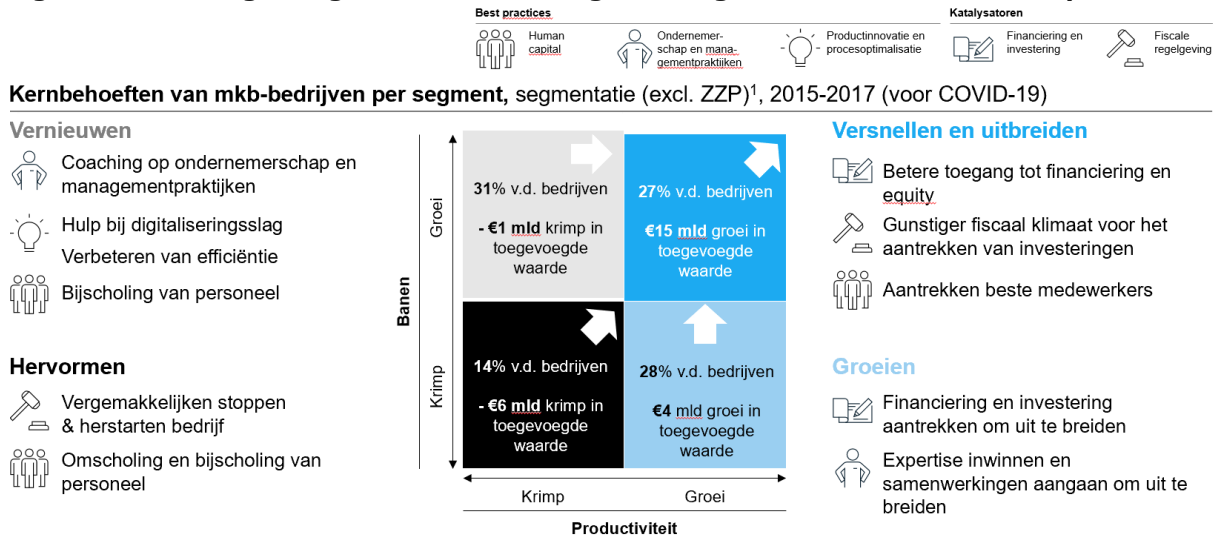 Best practices
Katalysatoren
Human
capital
Ondernemer-
schap en mana-
gementpraktijken
Productinnovatie en
procesoptimalisatie
Financiering en
investering
Fiscale
regelgeving
Kernbehoeften van mkb-bedrijven per segment, segmentatie (excl. ZZP)¹, 2015-2017 (voor COVID-19)
Vernieuwen
Coaching op ondernemerschap en
managementpraktijken
Hulp bij digitaliseringsslag
Verbeteren van efficiëntie
Bijscholing van personeel
Hervormen
Vergemakkelijken stoppen
& herstarten bedrijf
Omscholing en bijscholing van
personeel
Banen
Groei
Krimp
31% v.d. bedrijven
- €1 mld krimp in
toegevoegde
waarde
27% v.d. bedrijven
€15 mld groei in
toegevoegde
waarde
14% v.d. bedrijven
- €6 mld krimp in
toegevoegde
waarde
28% v.d. bedrijven
€4 mld groei in
toegevoegde
waarde
Krimp
Groei
Productiviteit
Versnellen en uitbreiden
Betere toegang tot financiering en
equity
Gunstiger fiscaal klimaat voor het
aantrekken van investeringen
Aantrekken beste medewerkers
Groeien
Financiering en investering
aantrekken om uit te breiden
Expertise inwinnen en
samenwerkingen aangaan om uit te
breiden